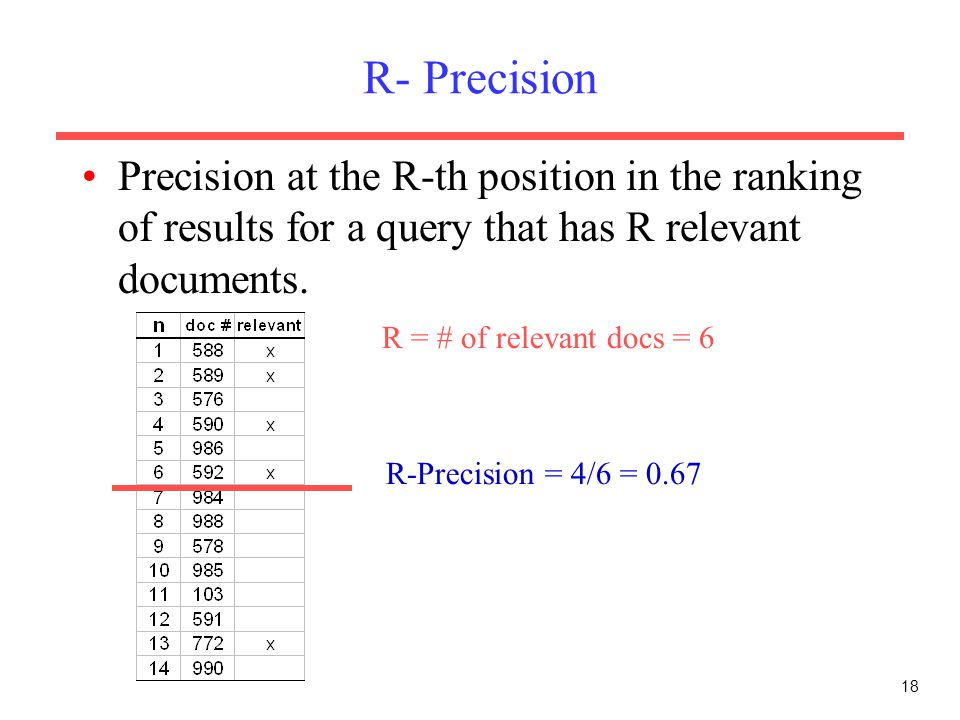 R- Precision
• Precision at the R-th position in the ranking
of results for a query that has R relevant
documents.
n doc # relevant
1 588 x
2 589 x
3 576
4 590 x
5 986
6 592 x
7 984
8 988
9 578
10 985
11 103
12 591
13 772 x
14 990
R = # of relevant docs = 6
R-Precision = 4/6 = 0.67
18